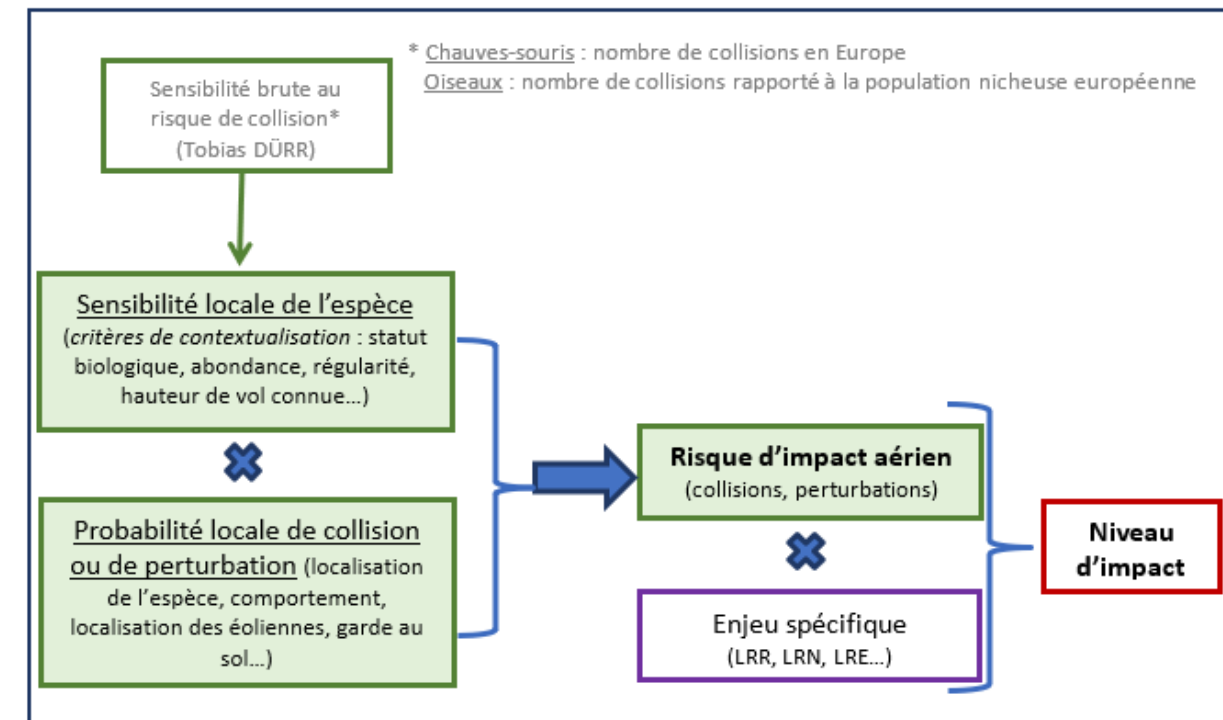 * Chauves-souris : nombre de collisions en Europe
Oiseaux : nombre de collisions rapporté à la population nicheuse européenne
Sensibilité brute au
risque de collision*
(Tobias DÜRR)
Sensibilité locale de l’espèce
(critères de contextualisation : statut
biologique, abondance, régularité,
hauteur de vol connue…)
Probabilité locale de collision
ou de perturbation (localisation
de l’espèce, comportement,
localisation des éoliennes, garde au
sol…)
Risque d’impact aérien
(collisions, perturbations)
Enjeu spécifique
(LRR, LRN, LRE…)
Niveau
d’impact